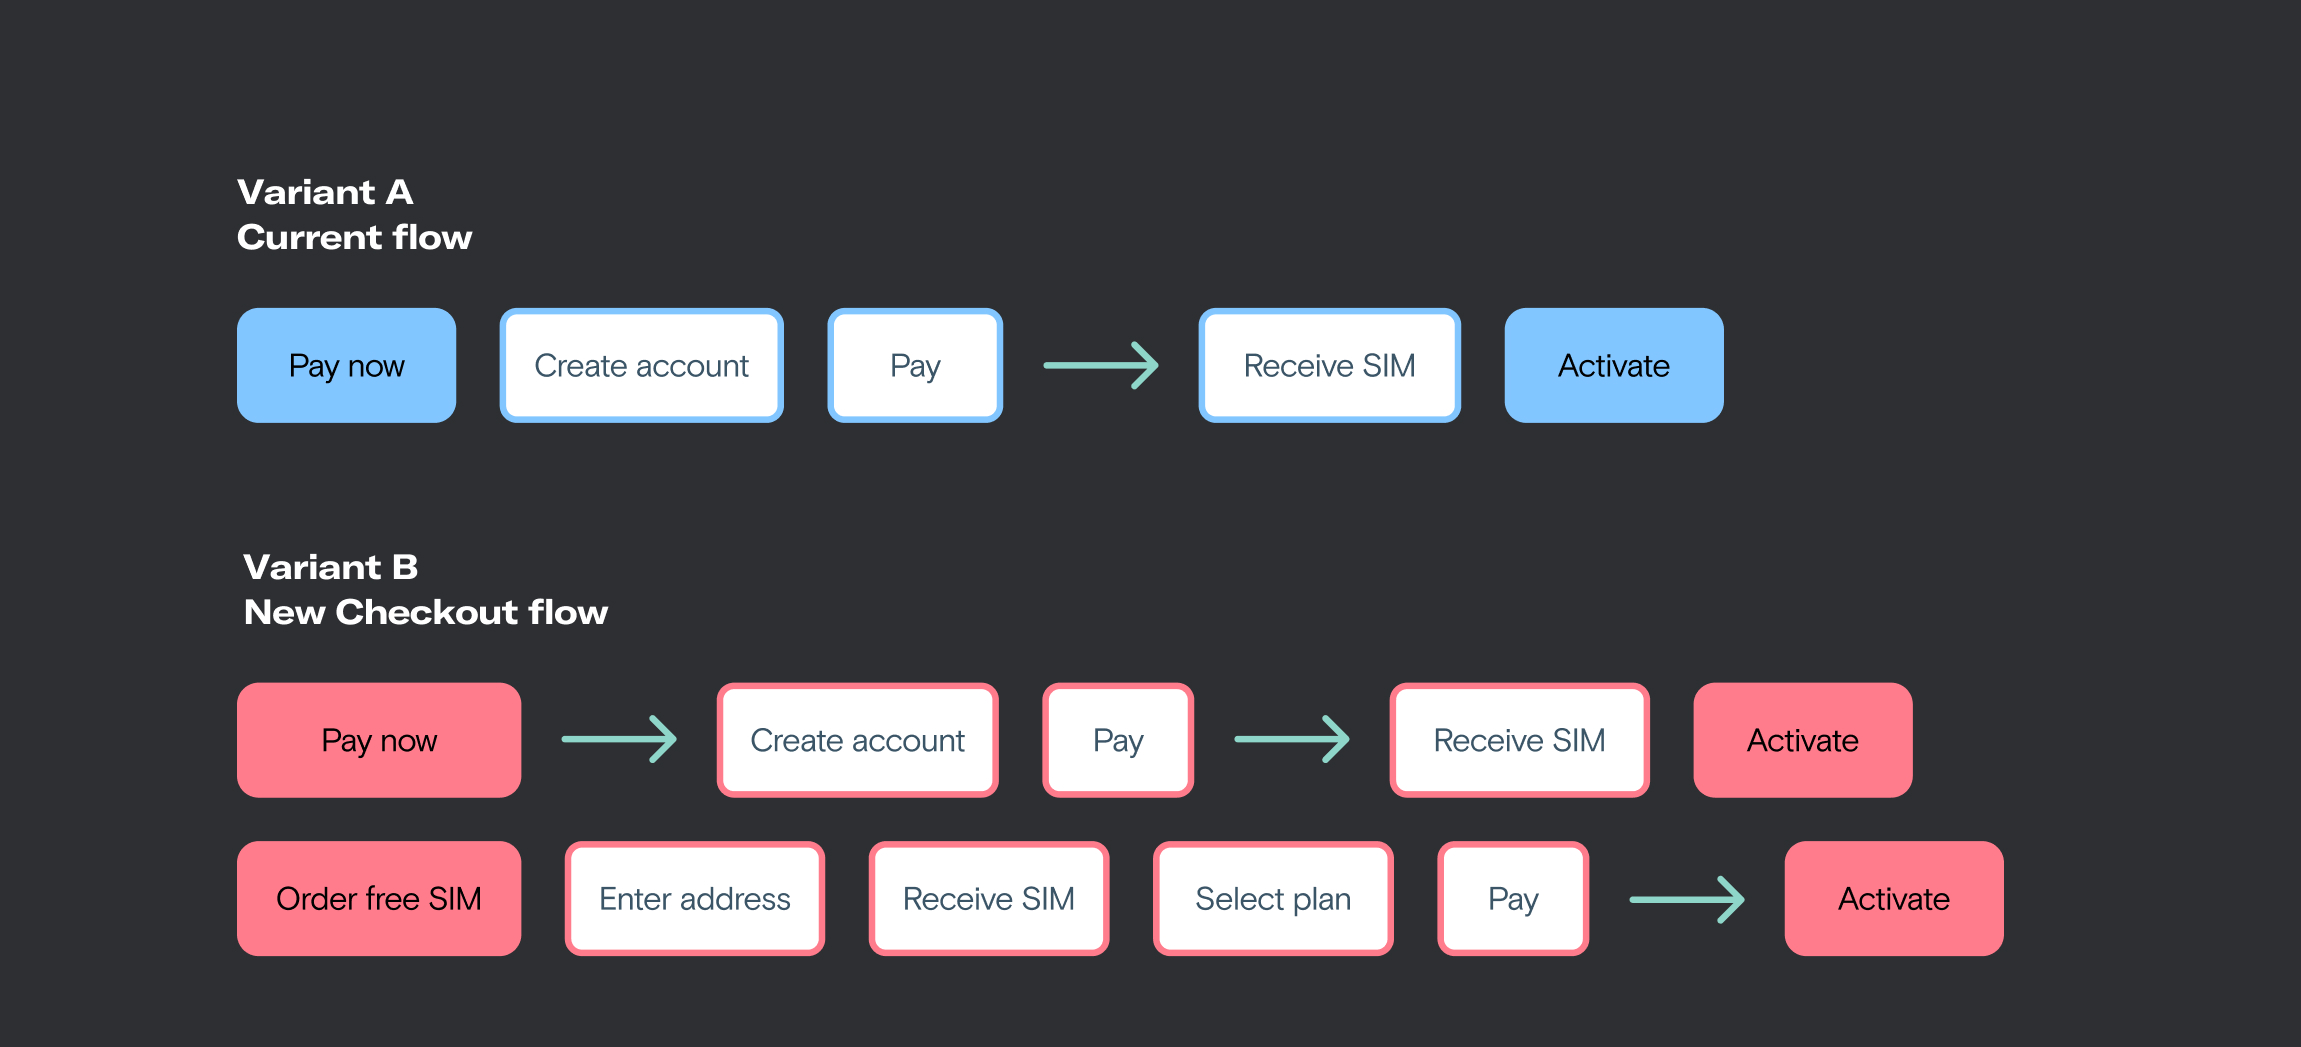 Variant A
Current flow
Pay now
Create account
Pay
Receive SIM
Activate
Variant B
New Checkout flow
Pay now
Create account
Pay
Receive SIM
Activate
Order free SIM
Enter address
Receive SIM
Select plan
Pay
Activate